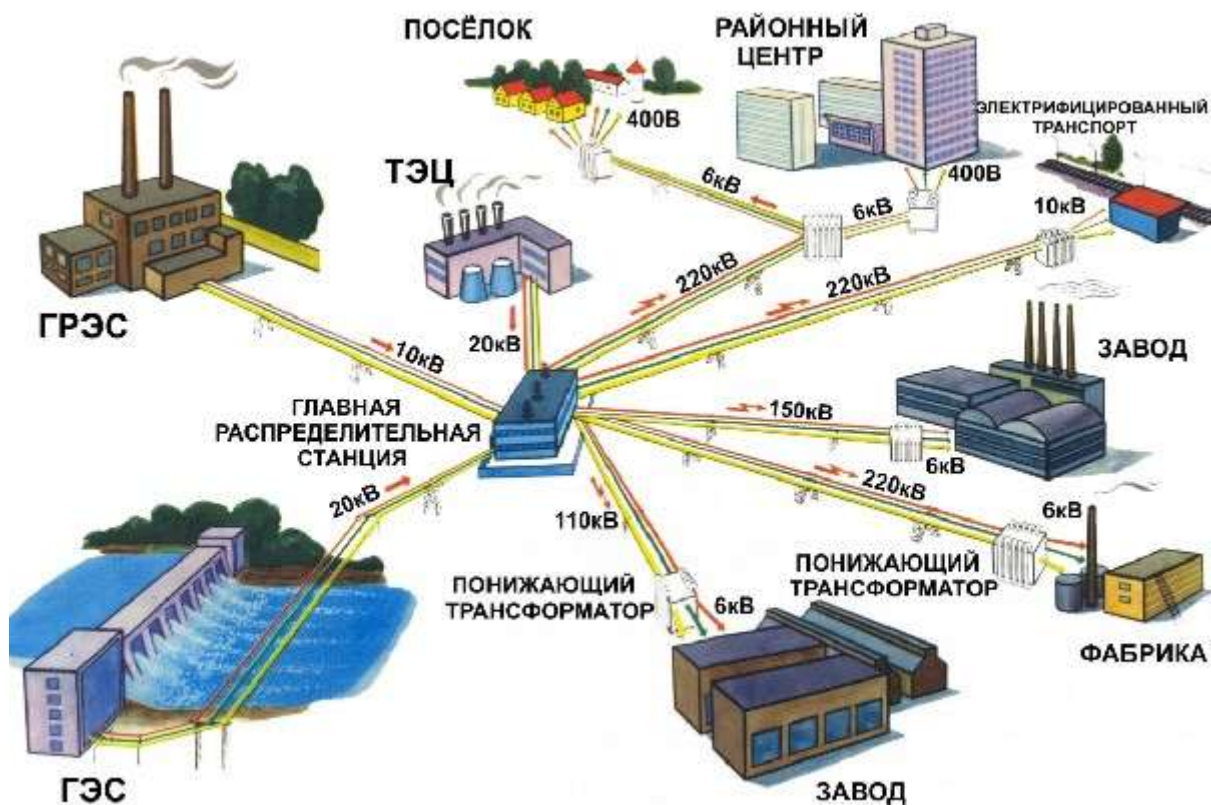 ПОСЁЛОК
РАЙОННЫЙ
ЦЕНТР
ЭЛЕКТРИФИЦИРОВАННЫЙ
ТРАНСПОРТ
400В
ТЭЦ
6кВ
6кВ
400В
10кВ
220кВ
220кВ
ГРЭС
10кВ
20кВ
ЗАВОД
ГЛАВНАЯ
РАСПРЕДЕЛИТЕЛЬНАЯ
СТАНЦИЯ
150кВ
6кВ
20кВ
110кВ
220кВ
6кВ
ПОНИЖАЮЩИЙ
ТРАНСФОРМАТОР
ПОНИЖАЮЩИЙ
ТРАНСФОРМАТОР
6кВ
ФАБРИКА
ГЭС
ЗАВОД